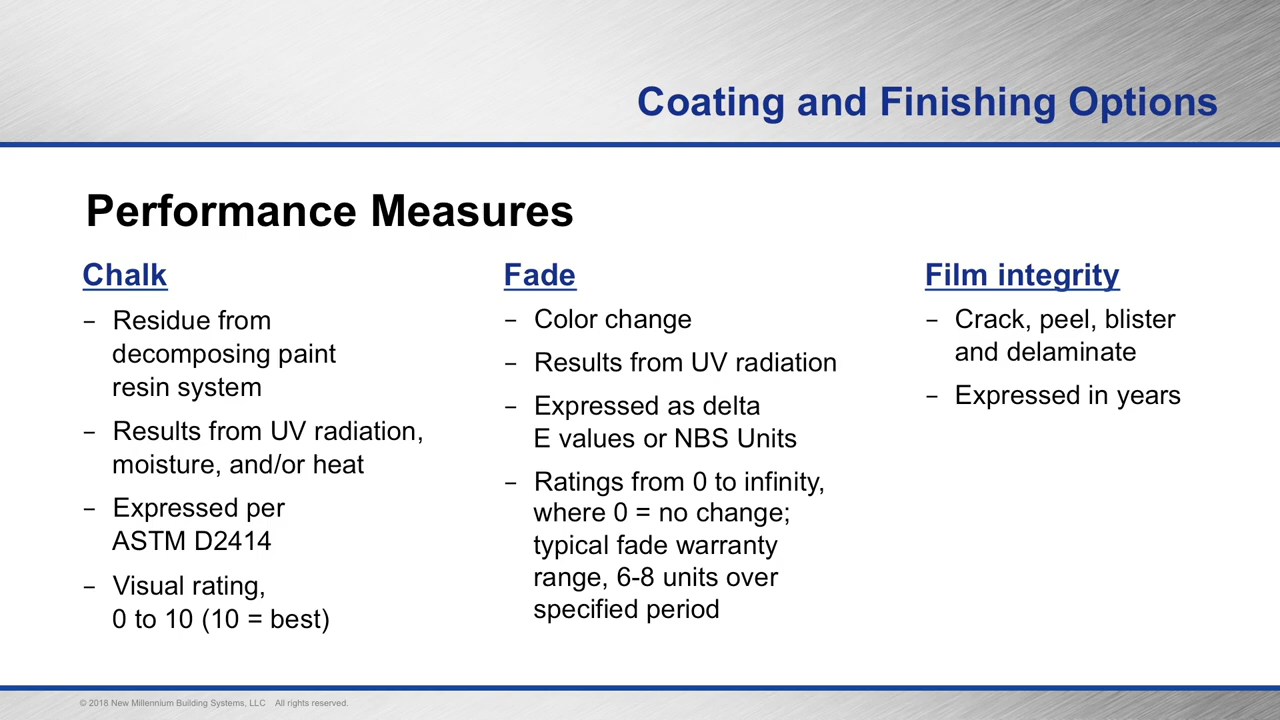 Coating and Finishing Options
Performance Measures
Chalk
– Residue from
decomposing paint
resin system
– Results from UV radiation,
moisture, and/or heat
– Expressed per
ASTM D2414
– Visual rating,
0 to 10 (10 = best)
Fade
– Color change
– Results from UV radiation
– Expressed as delta
E values or NBS Units
– Ratings from 0 to infinity,
where 0 = no change;
typical fade warranty
range, 6-8 units over
specified period
Film integrity
– Crack, peel, blister
and delaminate
– Expressed in years
© 2018 New Millennium Building Systems, LLC All rights reserved.